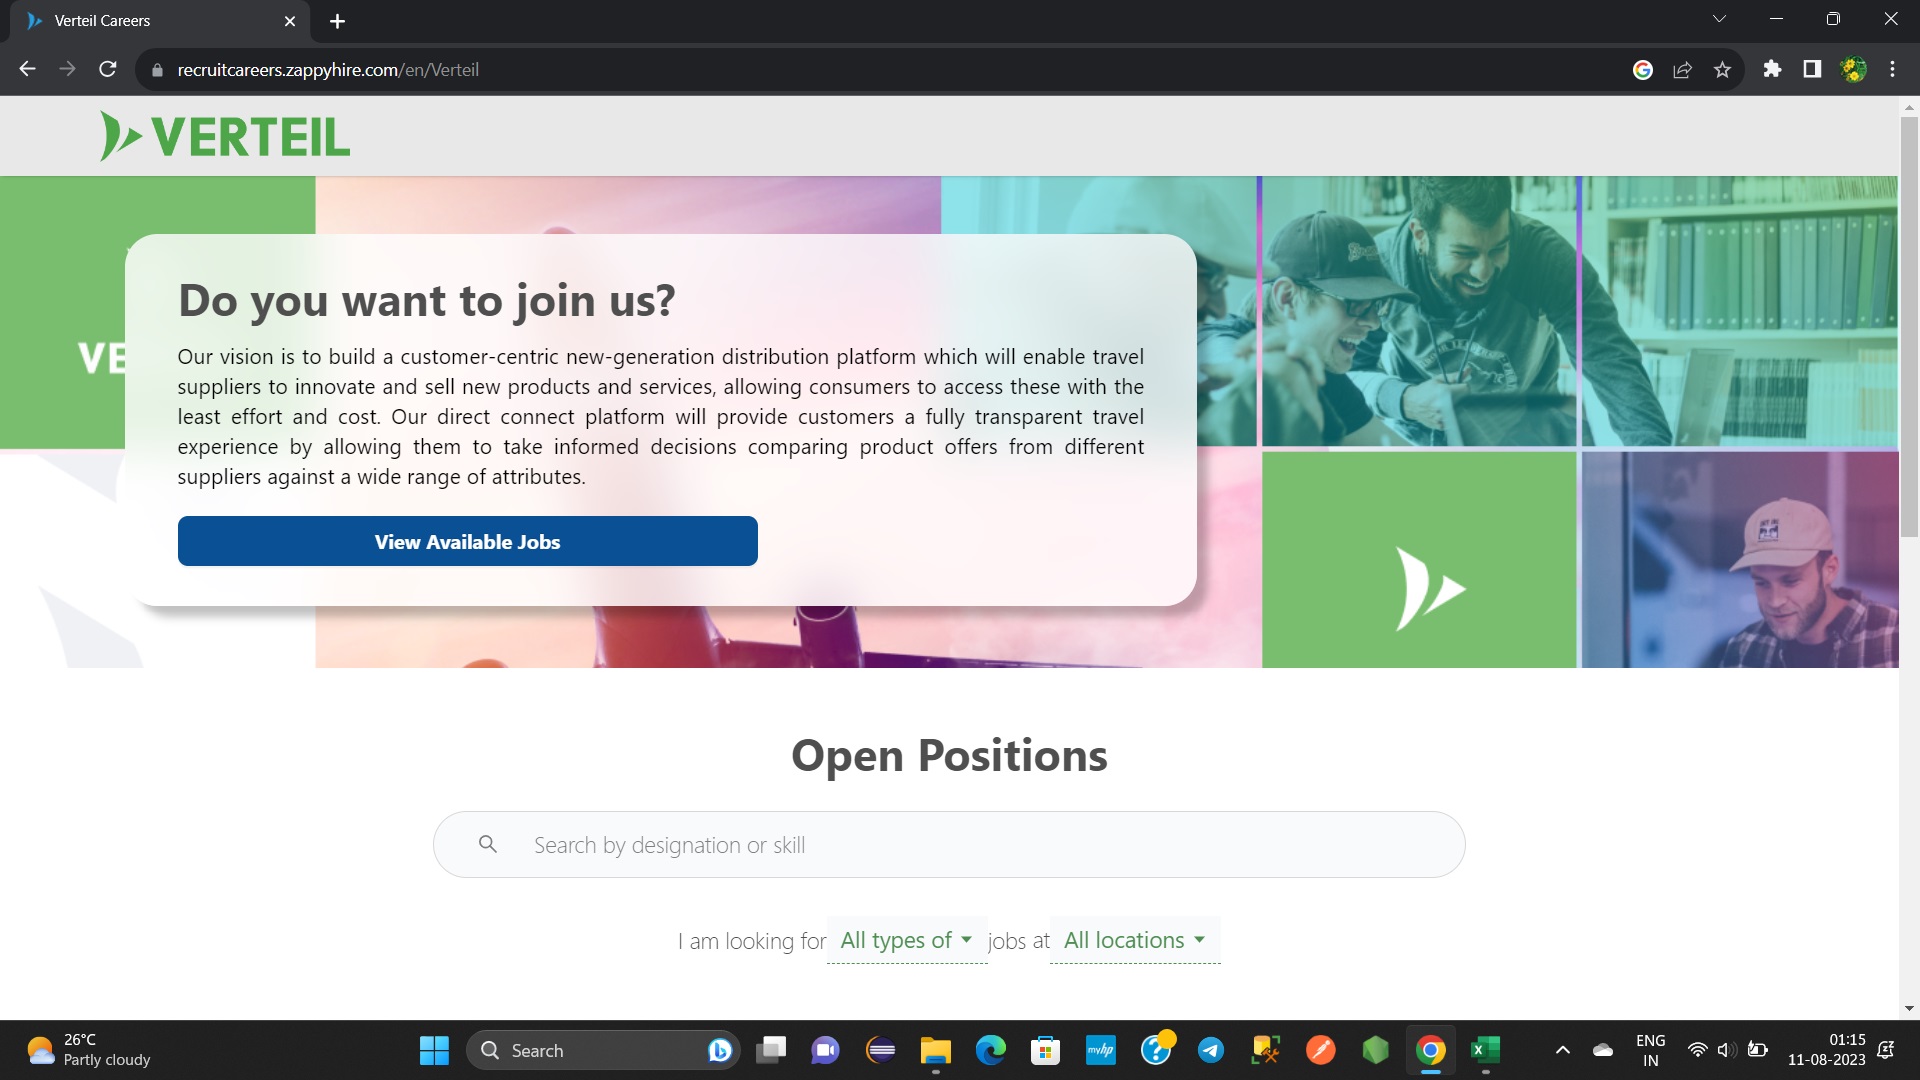 Verteil Careers
recruitcareers.zappyhire.com/en/Verteil
VERTEIL
VE
Do you want to join us?
Our vision is to build a customer-centric new-generation distribution platform which will enable travel
suppliers to innovate and sell new products and services, allowing consumers to access these with the
least effort and cost. Our direct connect platform will provide customers a fully transparent travel
experience by allowing them to take informed decisions comparing product offers from different
suppliers against a wide range of attributes.
View Available Jobs
Open Positions
Search by designation or skill
I am looking for All types of jobs at All locations
26°C
Partly cloudy
Search
myhp
ENG
IN
01:15
11-08-2023